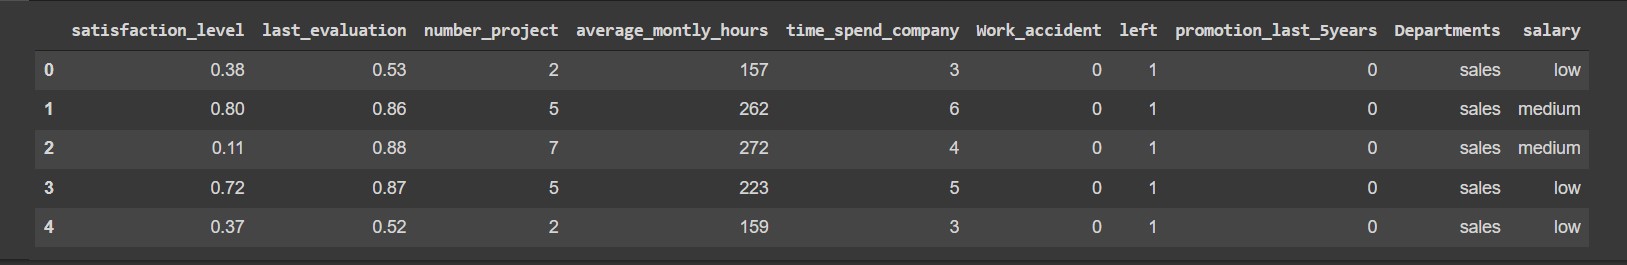 satisfaction_level last_evaluation number_project average_montly_hours time_spend_company Work_accident left promotion_last_5years Departments salary
0 0.38 0.53 2 157 3 0 1 0 sales low
1 0.80 0.86 5 262 6 0 1 0 sales medium
2 0.11 0.88 7 272 4 0 1 0 sales medium
3 0.72 0.87 5 223 5 0 1 0 sales low
4 0.37 0.52 2 159 3 0 1 0 sales low